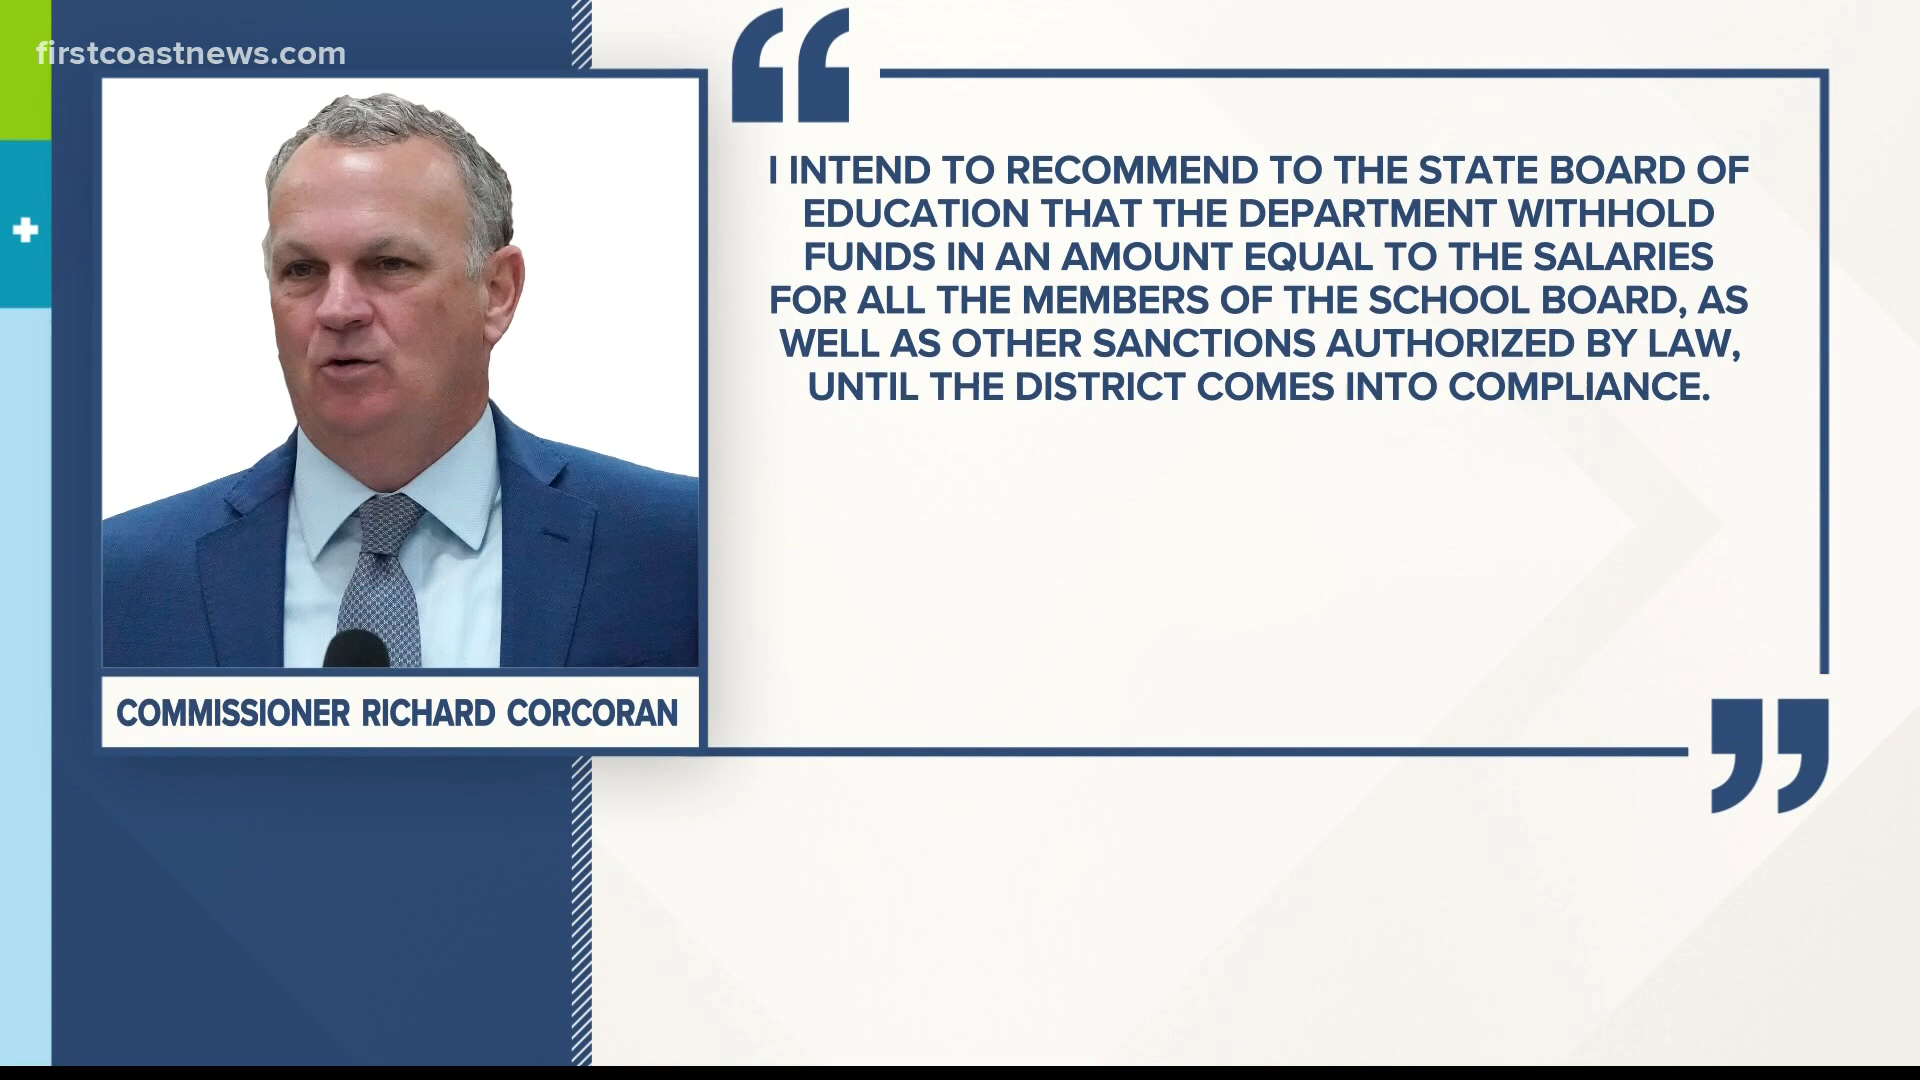 firstcoastnews.com
“
I INTEND TO RECOMMEND TO THE STATE BOARD OF
EDUCATION THAT THE DEPARTMENT WITHHOLD
FUNDS IN AN AMOUNT EQUAL TO THE SALARIES
FOR ALL THE MEMBERS OF THE SCHOOL BOARD, AS
WELL AS OTHER SANCTIONS AUTHORIZED BY LAW,
UNTIL THE DISTRICT COMES INTO COMPLIANCE.
”
COMMISSIONER RICHARD CORCORAN